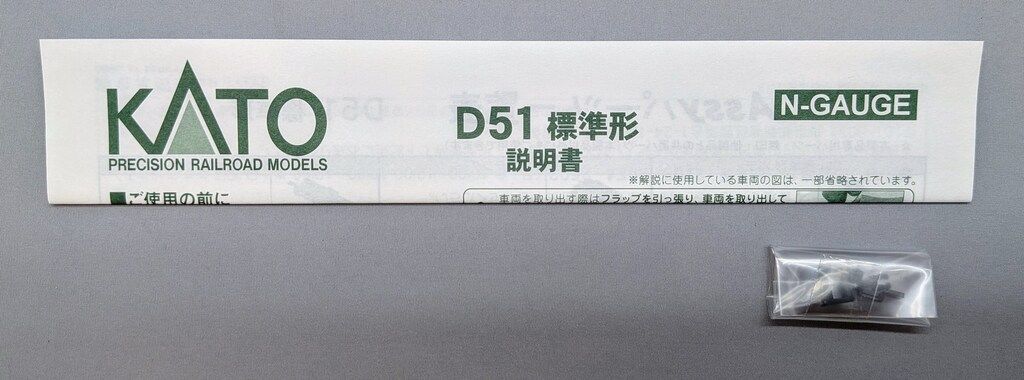 KATO
PRECISION RAILROAD MODELS
D51 標準形
説明書
N-GAUGE
※解説に使用している車両の図は、一部省略されています。
■ご使用の前に
車両を取り出す際はフラップを引っ張り、車両を取り出して